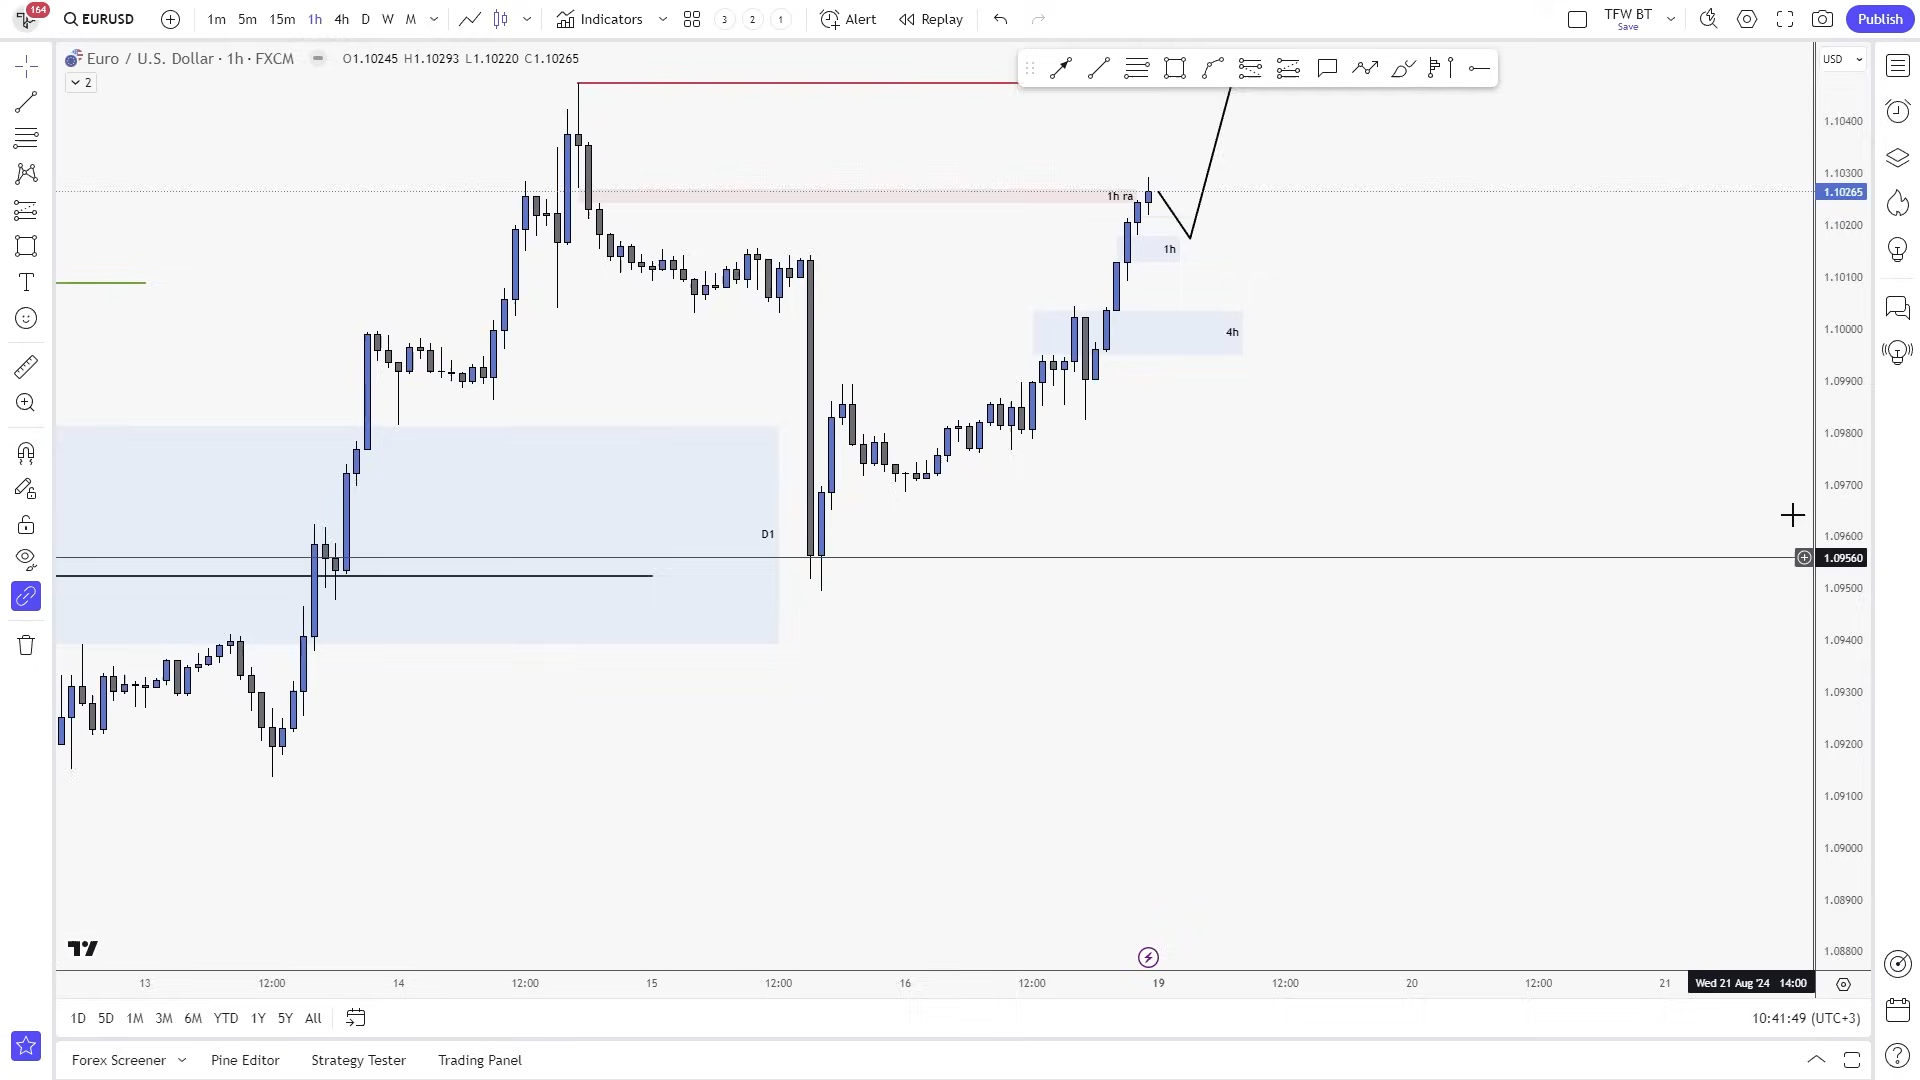 164
EURUSD
1m 5m 15m 1h 4h D W M
Indicators
3 2 1
Alert
Replay
TFW BT
Save
Publish
Euro / U.S. Dollar · 1h · FXCM
O1.10245 H1.10293 L1.10220 C1.10265
2
USD
1.10400
1.10300
1.10265
1h ra
1.10200
1h
1.10100
1.10000
4h
1.09900
1.09800
1.09700
D1
1.09600
1.09560
1.09500
1.09400
1.09300
1.09200
1.09100
1.09000
1.08900
1.08800
13 12:00 14 12:00 15 12:00 16 12:00 19 12:00 20 12:00 21 Wed 21 Aug '24 14:00
1D 5D 1M 3M 6M YTD 1Y 5Y All
10:41:49 (UTC+3)
Forex Screener Pine Editor Strategy Tester Trading Panel